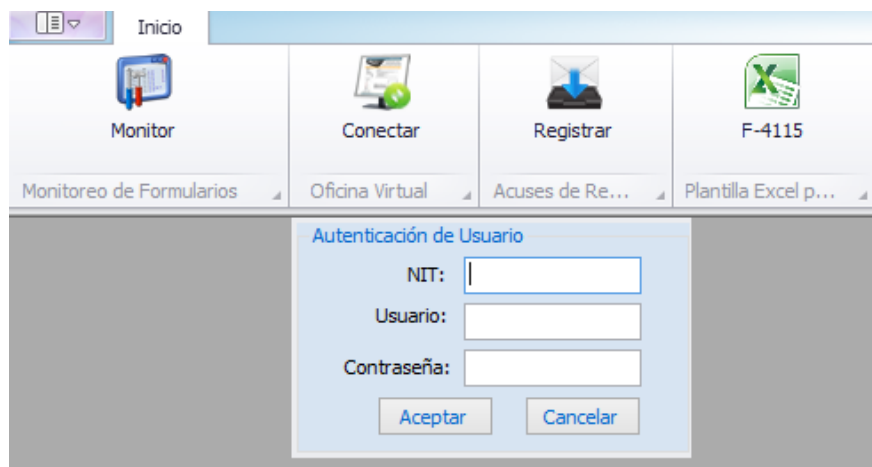 Inicio
Monitor
Conectar
Registrar
F-4115
Monitoreo de Formularios
Oficina Virtual
Acuses de Re...
Plantilla Excel p...
Autenticación de Usuario
NIT:
Usuario:
Contraseña:
Aceptar
Cancelar